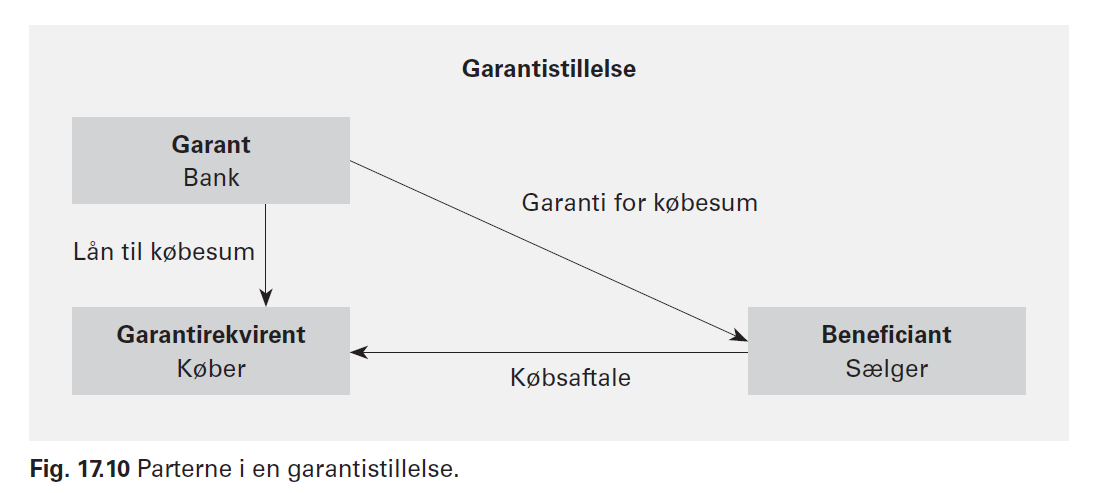 Garantistillelse
Garant
Bank
Garanti for købesum
Lån til købesum
Garantirekvirent
Køber
Beneficiant
Sælger
Købsaftale
Fig. 17.10 Parterne i en garantistillelse.